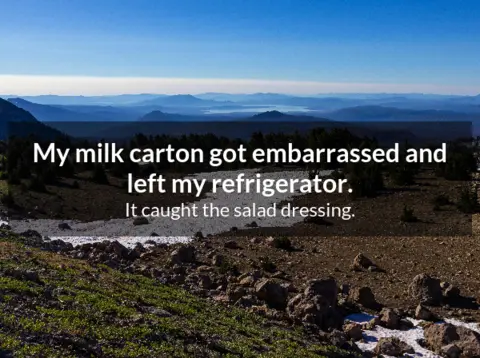 My milk carton got embarrassed and
left my refrigerator.
It caught the salad dressing.